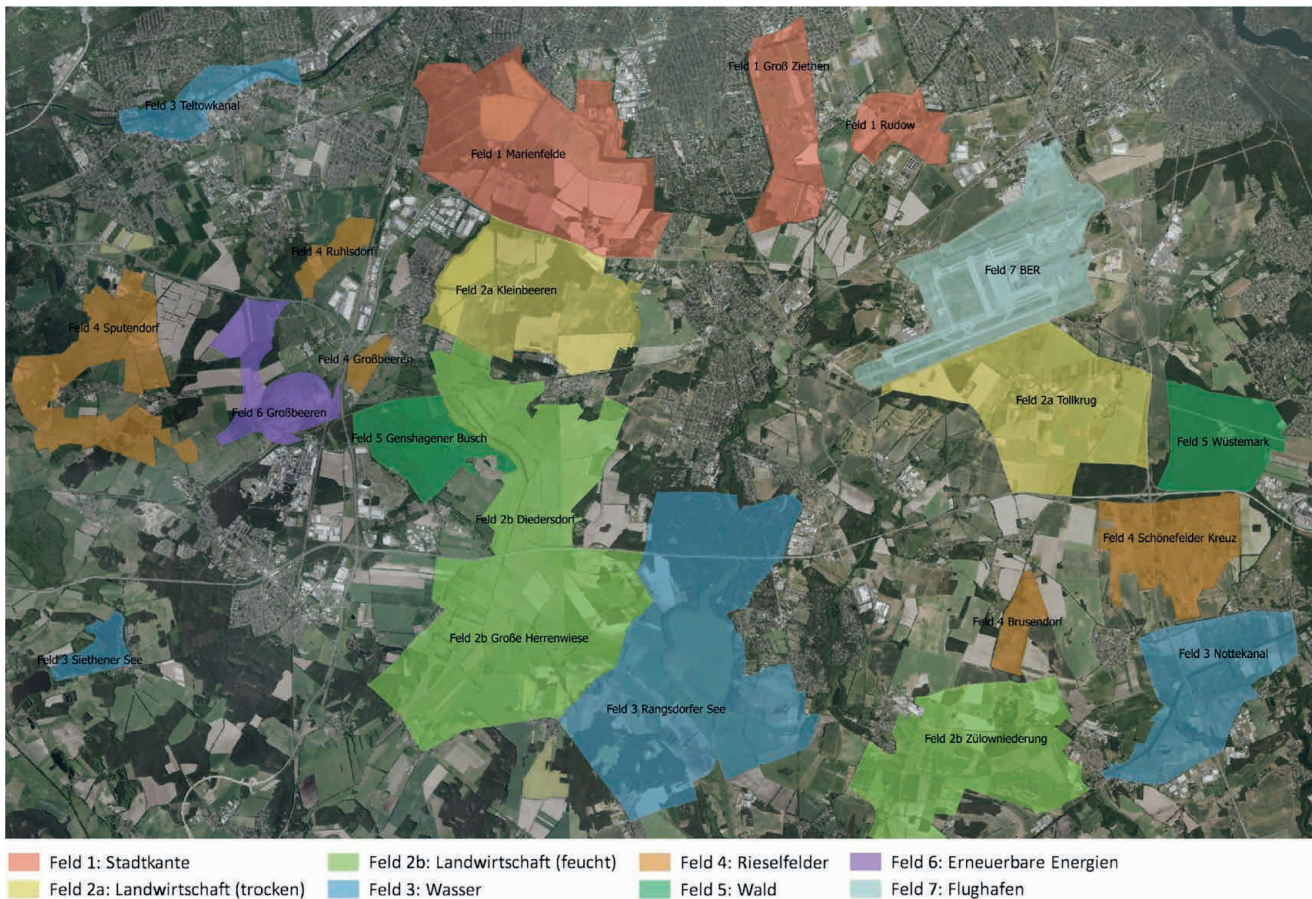 Feld 1 Groß Ziethen
Feld 3 Teltowkanal
Feld 1 Rudow
Feld 1 Marienfelde
Feld 4 Ruhlsdorf
Feld 7 BER
Feld 2a Kleinbeeren
Feld 4 Sputendorf
Feld 4 Großbeeren
Feld 2a Tollkrug
Feld 6 Großbeeren
Feld 5 Genshagener Busch
Feld 5 Wüstemark
Feld 2b Diedersdorf
Feld 4 Schönefelder Kreuz
Feld 4 Brusendorf
Feld 2b Große Herrenwiese
Feld 3 Siethener See
Feld 3 Nottekanal
Feld 3 Rangsdorfer See
Feld 2b Zülowniederung
Feld 1: Stadtkante
Feld 2b: Landwirtschaft (feucht)
Feld 4: Rieselfelder
Feld 6: Erneuerbare Energien
Feld 2a: Landwirtschaft (trocken)
Feld 3: Wasser
Feld 5: Wald
Feld 7: Flughafen